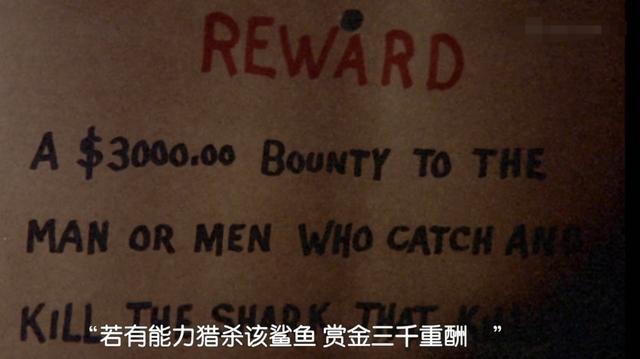 REWARD
A $3000.00 BOUNTY TO THE
MAN OR MEN WHO CATCH AND
KILL THE SHARK THAT
“若有能力猎杀该鲨鱼 赏金三千重酬 ”